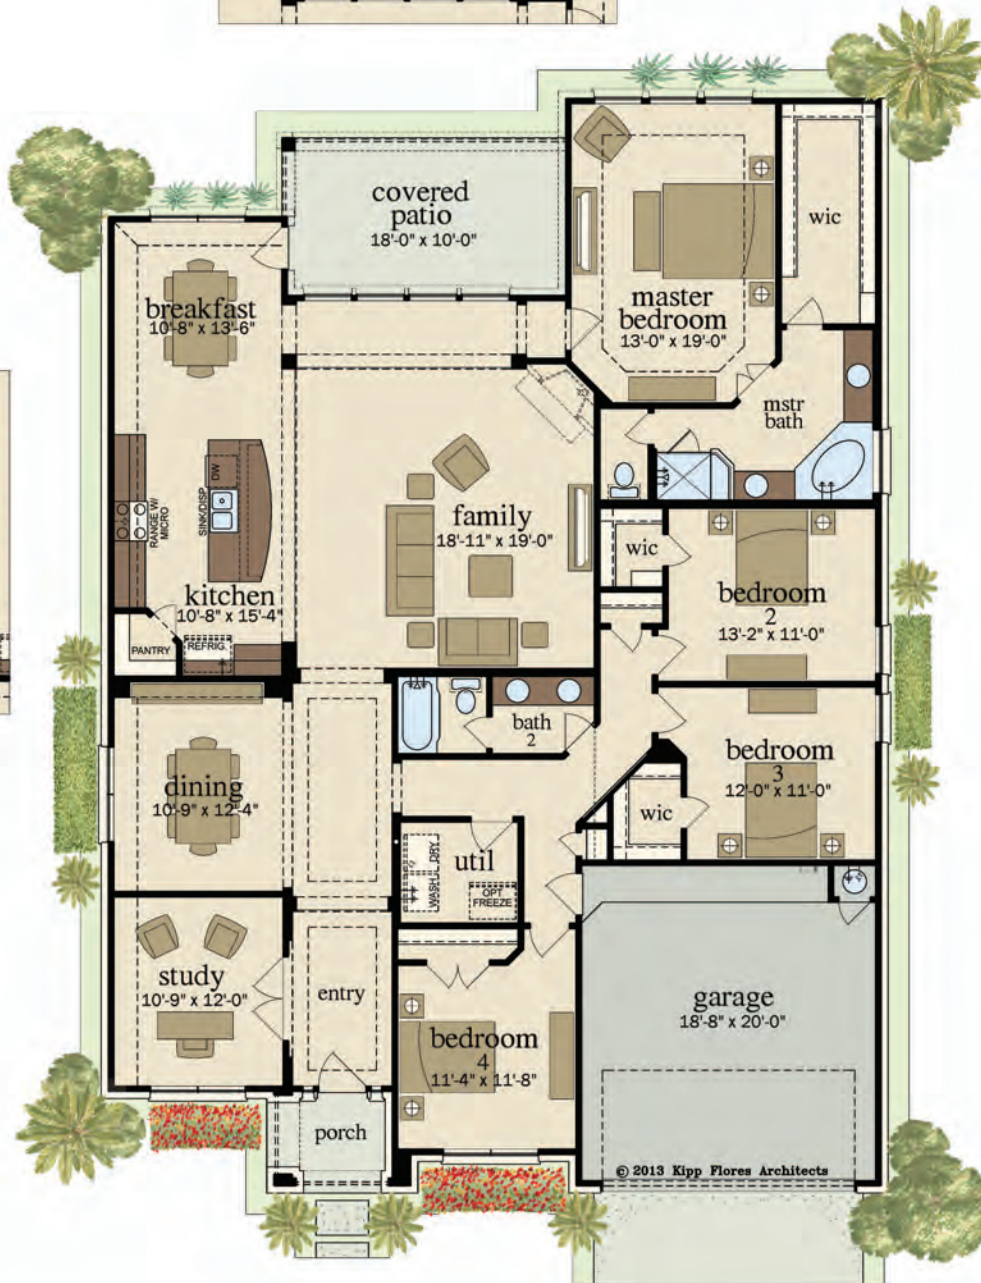 covered
patio
18'-0" x 10'-0"
wic
breakfast
10'-8" x 13'-6"
master
bedroom
13'-0" x 19'-0"
mstr
bath
DW
SINK/DISP
RANGE W/
MICRO
family
18'-11" x 19'-0"
wic
kitchen
10'-8" x 15'-4"
bedroom
2
13'-2" x 11'-0"
PANTRY
REFRIG.
bath
2
bedroom
3
12'-0" x 11'-0"
dining
10'-9" x 12'-4"
wic
util
WASH
DRY
OPT
FREEZE
study
10'-9" x 12'-0"
entry
garage
18'-8" x 20'-0"
bedroom
4
11'-4" x 11'-8"
porch
© 2013 Kipp Flores Architects